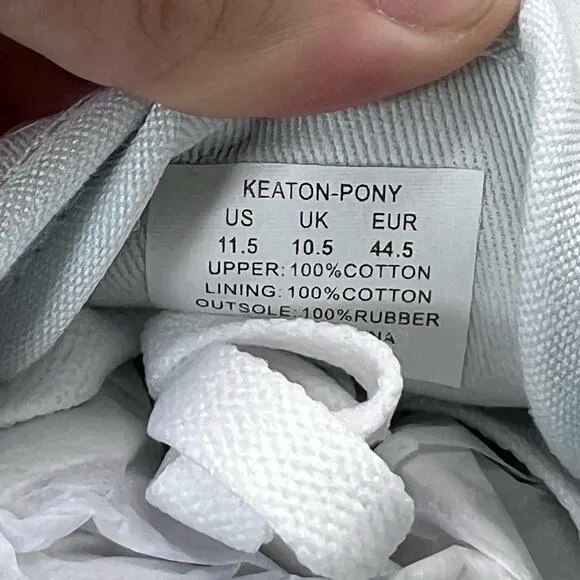 KEATON-PONY
US UK EUR
11.5 10.5 44.5
UPPER: 100%COTTON
LINING: 100%COTTON
OUTSOLE: 100%RUBBER